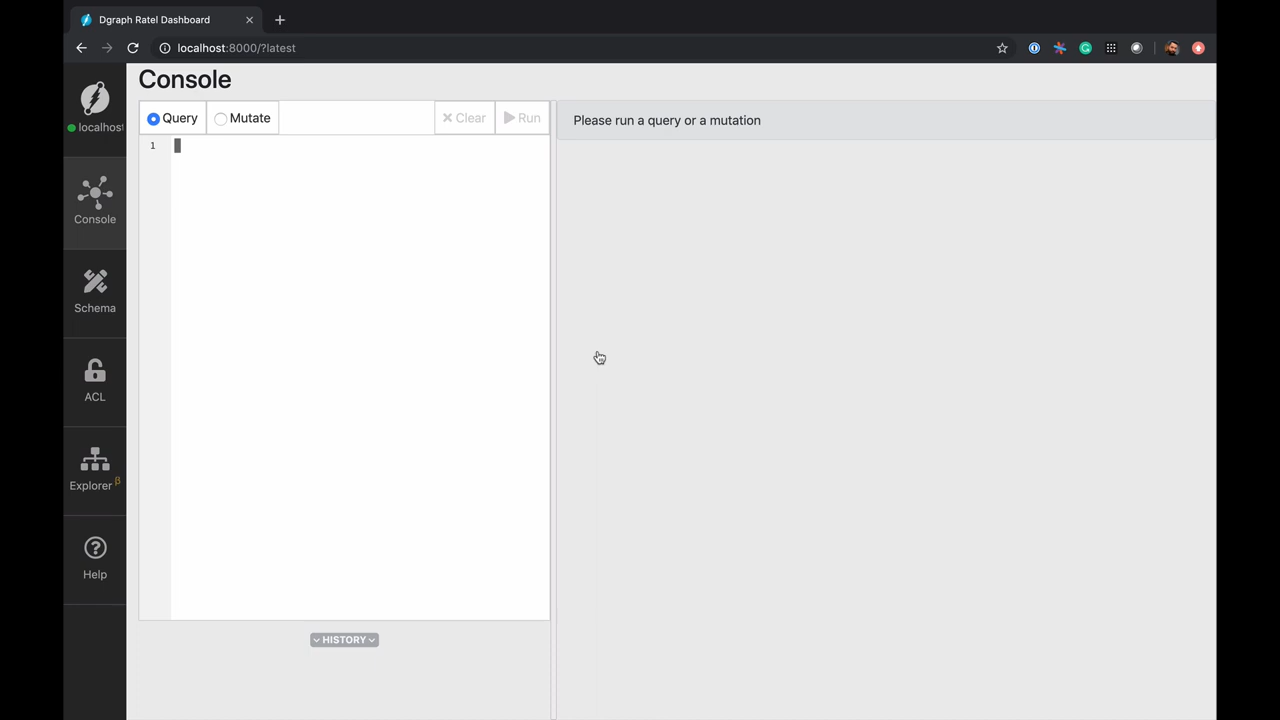 Dgraph Ratel Dashboard
localhost:8000/?latest
localhost
Console
Schema
ACL
Explorer β
Help
Console
Query
Mutate
Clear
Run
1
HISTORY
Please run a query or a mutation